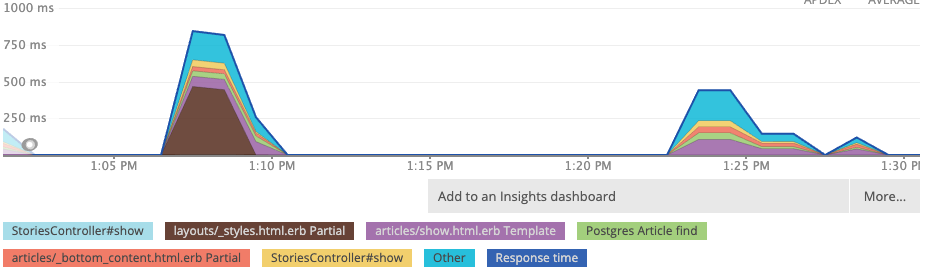 APDEX AVERAGE
1000 ms
750 ms
500 ms
250 ms
1:05 PM 1:10 PM 1:15 PM 1:20 PM 1:25 PM 1:30 P
Add to an Insights dashboard More...
StoriesController#show layouts/_styles.html.erb Partial articles/show.html.erb Template Postgres Article find
articles/_bottom_content.html.erb Partial StoriesController#show Other Response time